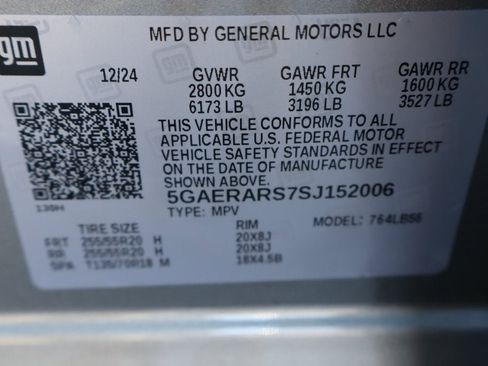 gm
MFD BY GENERAL MOTORS LLC
12/24 GVWR GAWR FRT GAWR RR
2800 KG 1450 KG 1600 KG
6173 LB 3196 LB 3527 LB
THIS VEHICLE CONFORMS TO ALL
APPLICABLE U.S. FEDERAL MOTOR
VEHICLE SAFETY STANDARDS IN EFFECT
ON THE DATE OF MANUFACTURE
SHOWN ABOVE.
5GAERARS7SJ152006
TYPE: MPV MODEL: 764LBS6
TIRE SIZE RIM
FRT 255/55R20 H 20X8J
RR 255/55R20 H 20X8J
SPA T135/70R18 M 18X4.5B